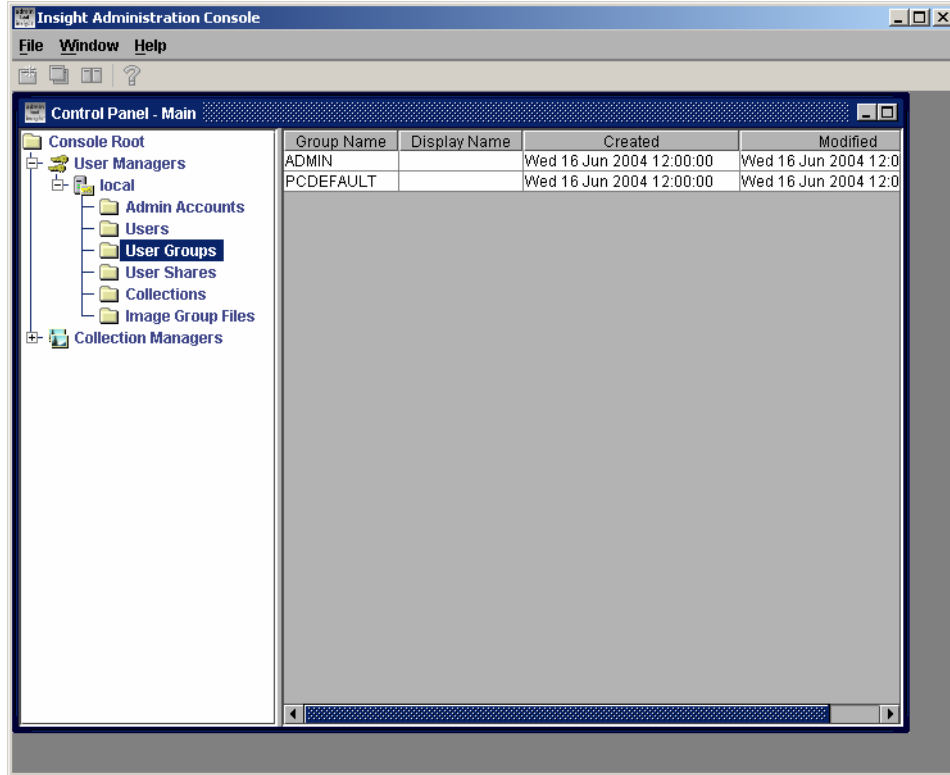 Insight Administration Console
File Window Help
Control Panel - Main
Console Root
User Managers
local
Admin Accounts
Users
User Groups
User Shares
Collections
Image Group Files
Collection Managers
Group Name Display Name Created Modified
ADMIN Wed 16 Jun 2004 12:00:00 Wed 16 Jun 2004 12:0
PCDEFAULT Wed 16 Jun 2004 12:00:00 Wed 16 Jun 2004 12:0